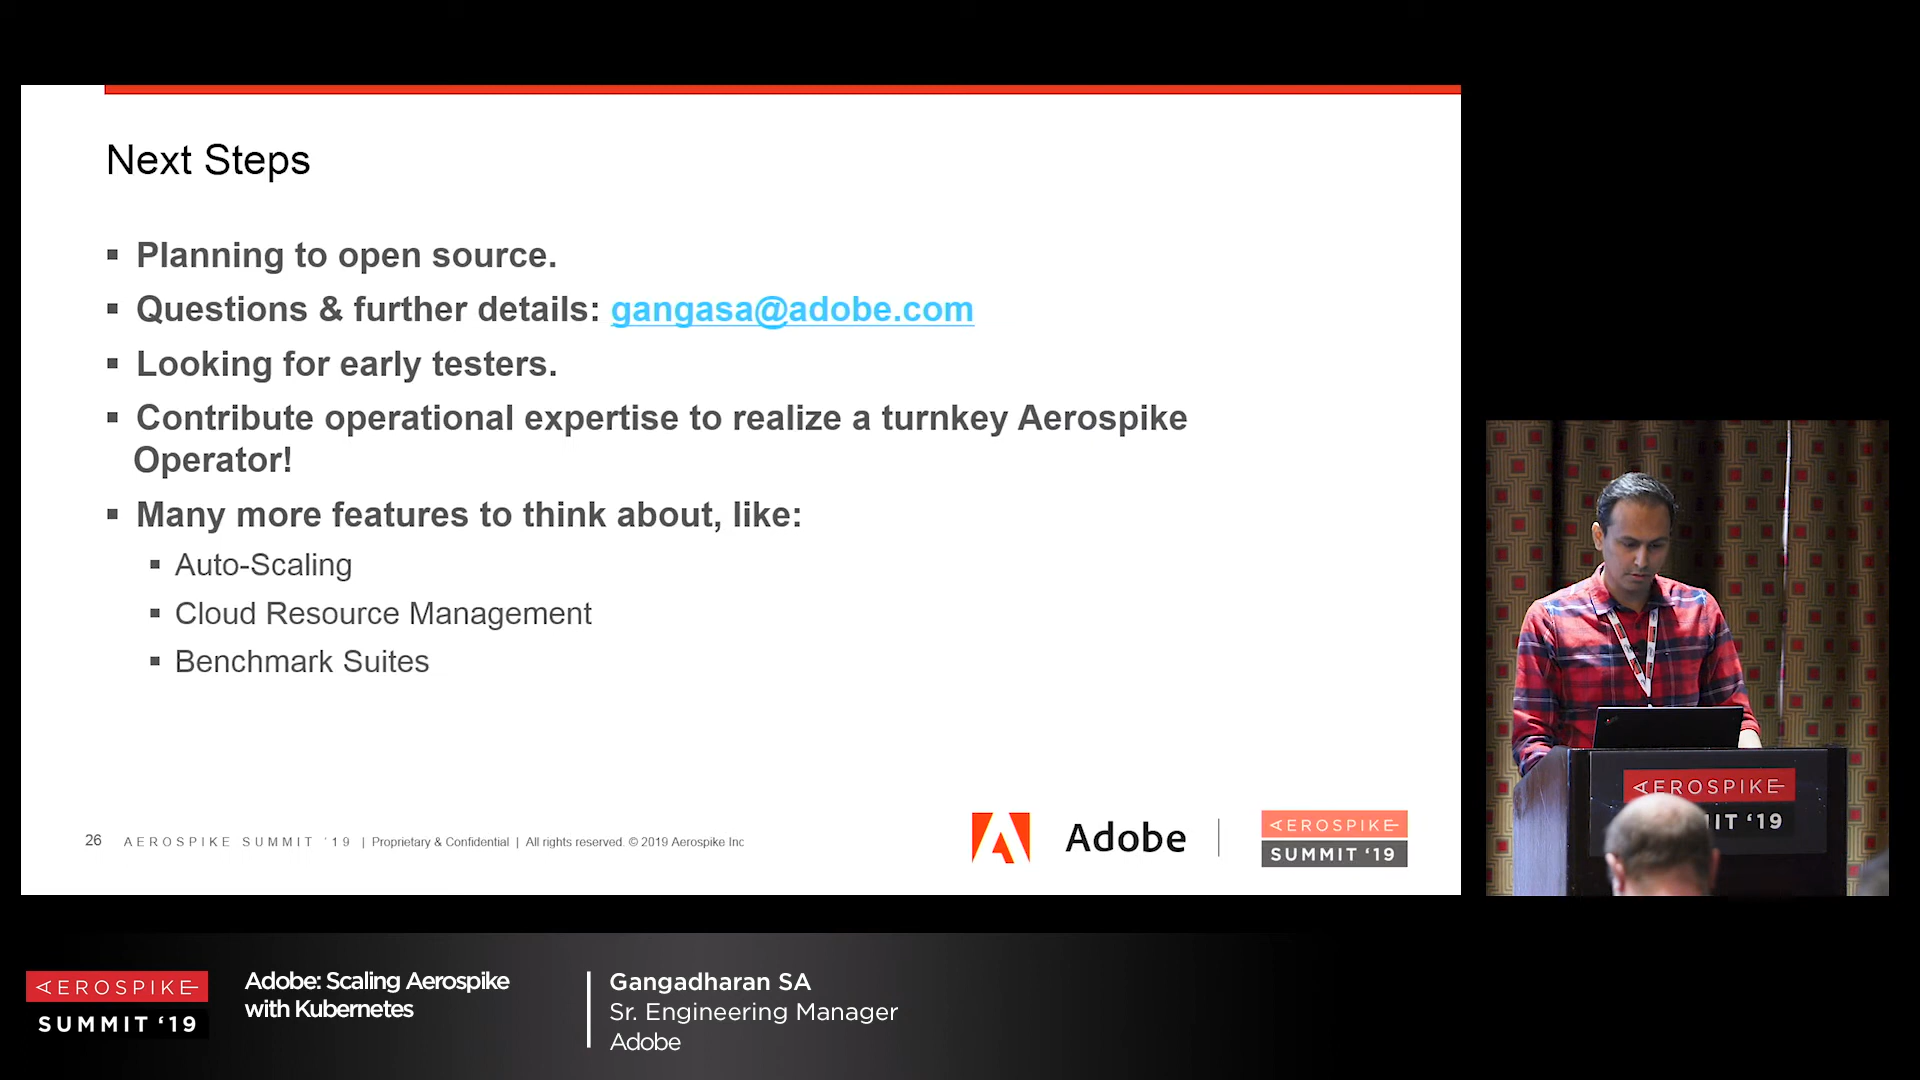 Next Steps
▪ Planning to open source.
▪ Questions & further details: gangasa@adobe.com
▪ Looking for early testers.
▪ Contribute operational expertise to realize a turnkey Aerospike
Operator!
▪ Many more features to think about, like:
▪ Auto-Scaling
▪ Cloud Resource Management
▪ Benchmark Suites
26 AEROSPIKE SUMMIT '19 | Proprietary & Confidential | All rights reserved. © 2019 Aerospike Inc
Adobe
AEROSPIKE
SUMMIT '19
AEROSPIKE
'19
AEROSPIKE
SUMMIT '19
Adobe: Scaling Aerospike
with Kubernetes
Gangadharan SA
Sr. Engineering Manager
Adobe